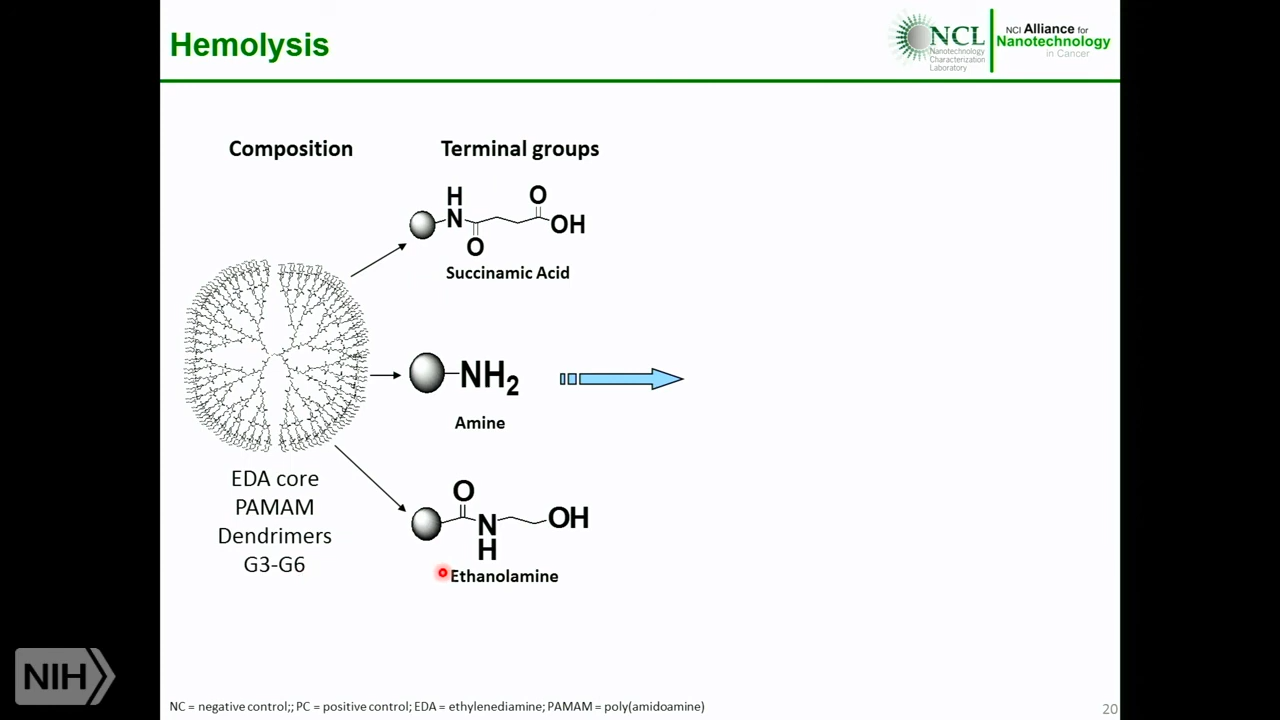 Hemolysis
NCL
Nanotechnology
Characterization
Laboratory
NCI Alliance for
Nanotechnology
in Cancer
Composition
Terminal groups
H
N
O
O
OH
Succinamic Acid
NH2
Amine
O
N
H
OH
Ethanolamine
EDA core
PAMAM
Dendrimers
G3-G6
NIH
NC = negative control;; PC = positive control; EDA = ethylenediamine; PAMAM = poly(amidoamine)
20